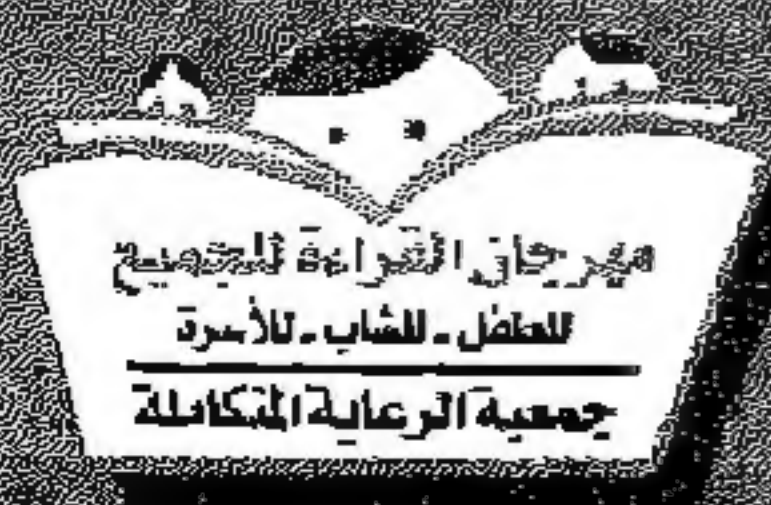 مهرجان القراءة للجميع
للطفل - للشاب - للأسرة
جمعية الرعاية المتكاملة